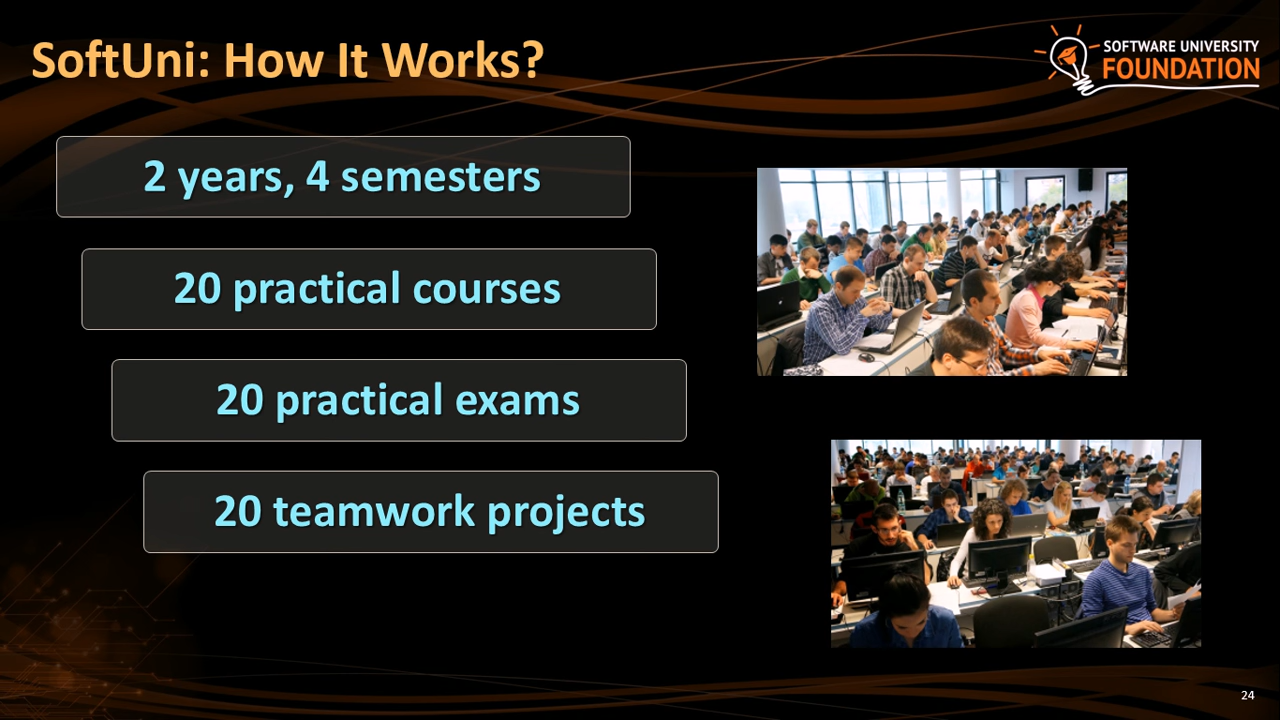 SoftUni: How It Works?
SOFTWARE UNIVERSITY
FOUNDATION
2 years, 4 semesters
20 practical courses
20 practical exams
20 teamwork projects
24